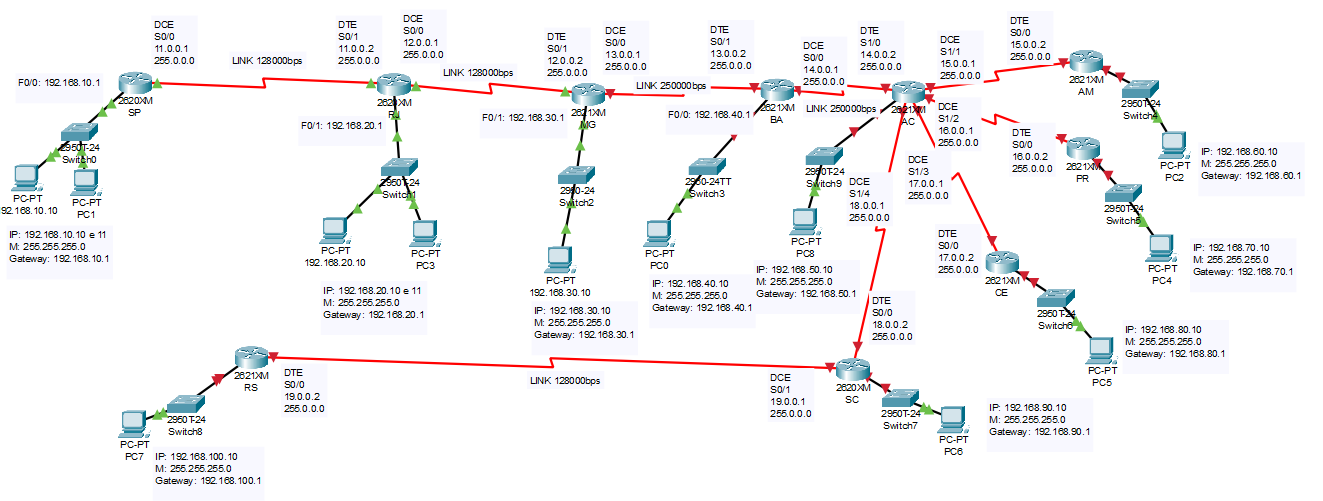 DCE
S0/0
11.0.0.1
255.0.0.0
LINK 128000bps
DTE
S0/1
11.0.0.2
255.0.0.0
DCE
S0/0
12.0.0.1
255.0.0.0
LINK 128000bps
DTE
S0/1
12.0.0.2
255.0.0.0
DCE
S0/0
13.0.0.1
255.0.0.0
LINK 250000bps
DTE
S0/1
13.0.0.2
255.0.0.0
DCE
S0/0
14.0.0.1
255.0.0.0
LINK 250000bps
DTE
S1/0
14.0.0.2
255.0.0.0
DCE
S1/1
15.0.0.1
255.0.0.0
DTE
S0/0
15.0.0.2
255.0.0.0
F0/0: 192.168.10.1
2620XM
SP
2950T-24
Switch0
PC-PT
192.168.10.10
PC-PT
PC1
IP: 192.168.10.10 e 11
M: 255.255.255.0
Gateway: 192.168.10.1
2620XM
RJ
F0/1: 192.168.20.1
2950T-24
Switch1
PC-PT
192.168.20.10
PC-PT
PC3
IP: 192.168.20.10 e 11
M: 255.255.255.0
Gateway: 192.168.20.1
2621XM
MG
F0/1: 192.168.30.1
2950-24
Switch2
PC-PT
192.168.30.10
IP: 192.168.30.10
M: 255.255.255.0
Gateway: 192.168.30.1
2621XM
BA
F0/0: 192.168.40.1
2950-24TT
Switch3
PC-PT
PC0
IP: 192.168.40.10
M: 255.255.255.0
Gateway: 192.168.40.1
2621XM
AC
2950T-24
Switch9
PC-PT
PC8
IP: 192.168.50.10
M: 255.255.255.0
Gateway: 192.168.50.1
2621XM
AM
2950T-24
Switch4
PC-PT
PC2
IP: 192.168.60.10
M: 255.255.255.0
Gateway: 192.168.60.1
DCE
S1/2
16.0.0.1
255.0.0.0
DTE
S0/0
16.0.0.2
255.0.0.0
2621XM
PR
2950T-24
Switch5
PC-PT
PC4
IP: 192.168.70.10
M: 255.255.255.0
Gateway: 192.168.70.1
DCE
S1/3
17.0.0.1
255.0.0.0
DTE
S0/0
17.0.0.2
255.0.0.0
2621XM
CE
2950T-24
Switch6
PC-PT
PC5
IP: 192.168.80.10
M: 255.255.255.0
Gateway: 192.168.80.1
DCE
S1/4
18.0.0.1
255.0.0.0
DTE
S0/0
18.0.0.2
255.0.0.0
2620XM
SC
2950T-24
Switch7
PC-PT
PC6
IP: 192.168.90.10
M: 255.255.255.0
Gateway: 192.168.90.1
DCE
S0/1
19.0.0.1
255.0.0.0
LINK 128000bps
DTE
S0/0
19.0.0.2
255.0.0.0
2621XM
RS
2950T-24
Switch8
PC-PT
PC7
IP: 192.168.100.10
M: 255.255.255.0
Gateway: 192.168.100.1